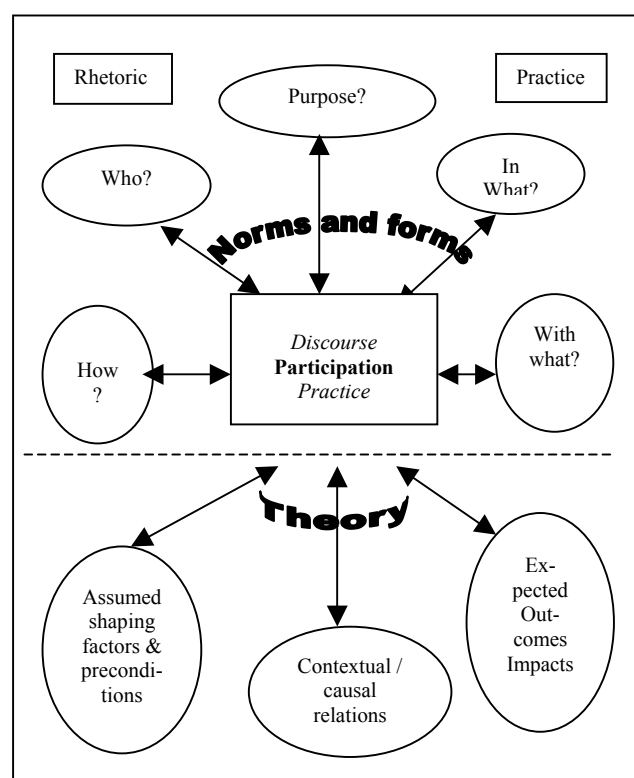 Rhetoric
Purpose?
Practice
Who?
In
What?
Norms and forms
How
?
Discourse
Participation
Practice
With
what?
Theory
Assumed
shaping
factors &
precondi-
tions
Contextual /
causal
relations
Ex-
pected
Out-
comes
Impacts